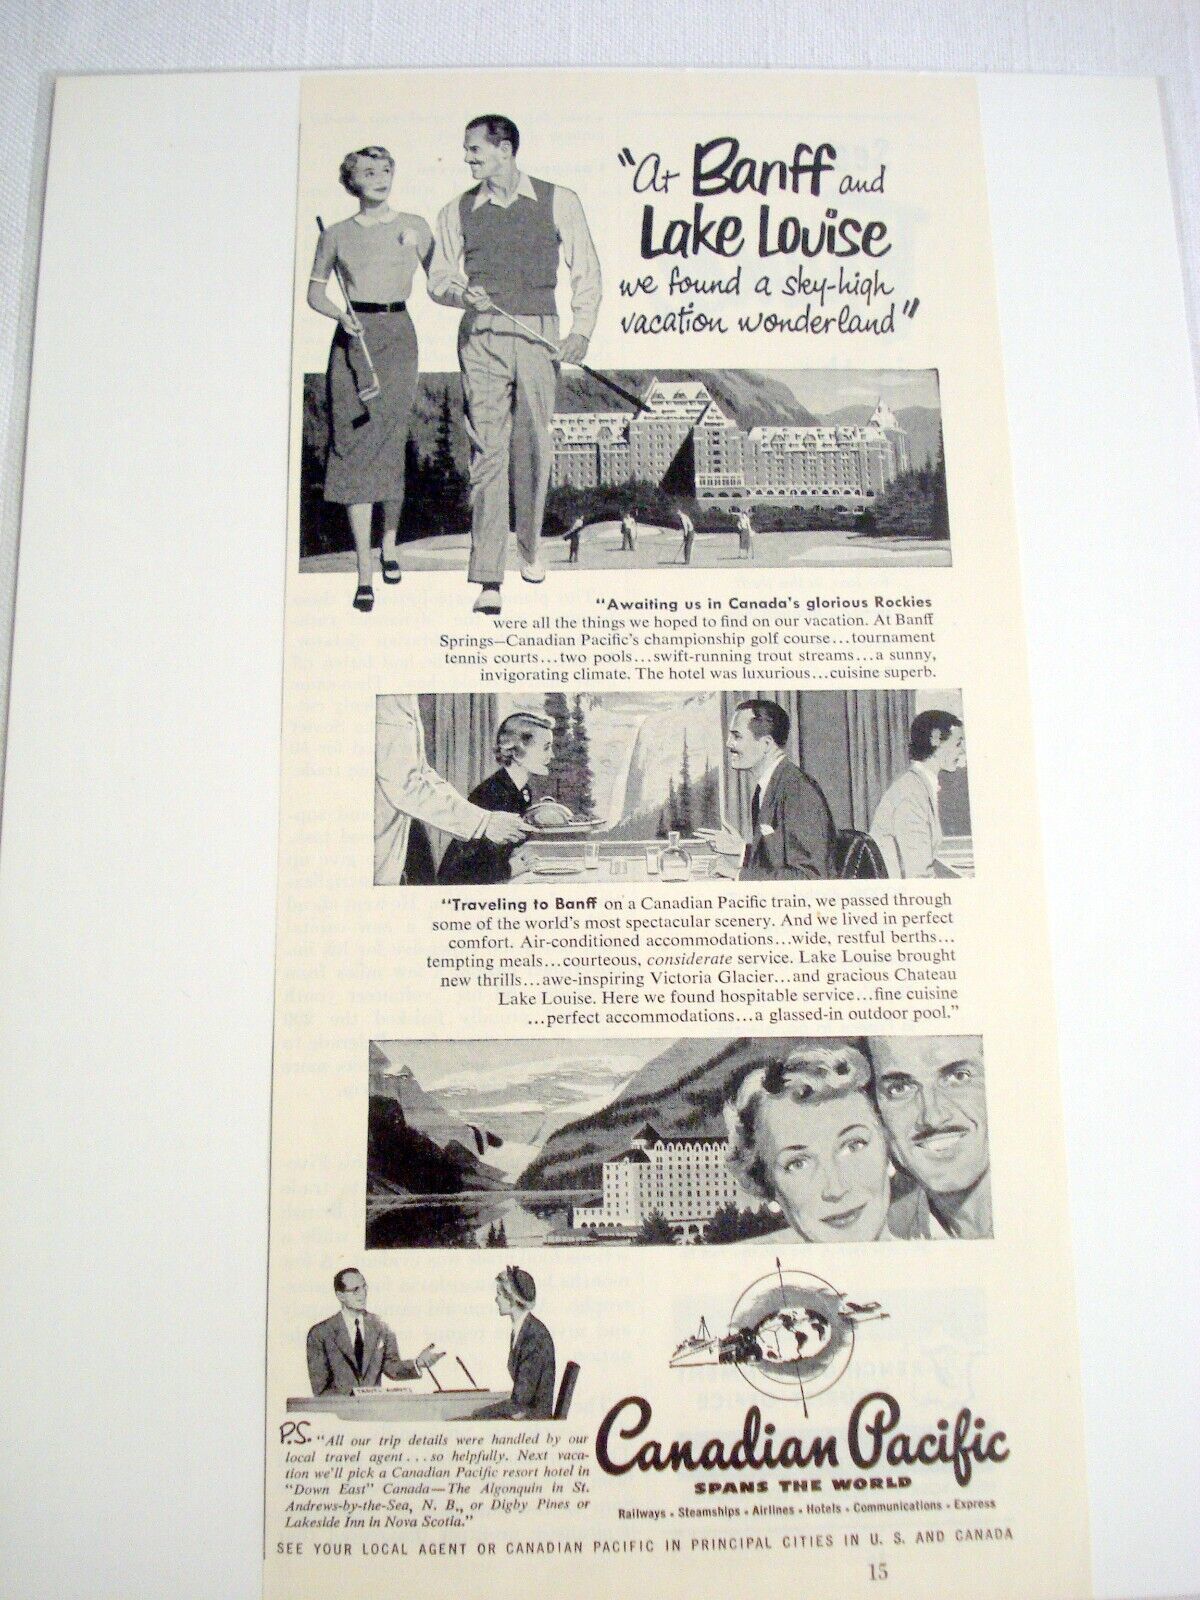 "At Banff and
Lake Louise
we found a sky-high
vacation wonderland"
"Awaiting us in Canada's glorious Rockies
were all the things we hoped to find on our vacation. At Banff
Springs—Canadian Pacific's championship golf course...tournament
tennis courts...two pools...swift-running trout streams...a sunny,
invigorating climate. The hotel was luxurious...cuisine superb.
"Traveling to Banff on a Canadian Pacific train, we passed through
some of the world's most spectacular scenery. And we lived in perfect
comfort. Air-conditioned accommodations...wide, restful berths...
tempting meals...courteous, considerate service. Lake Louise brought
new thrills...awe-inspiring Victoria Glacier...and gracious Chateau
Lake Louise. Here we found hospitable service...fine cuisine
...perfect accommodations...a glassed-in outdoor pool."
TRAVEL AGENTS
P.S. "All our trip details were handled by our
local travel agent...so helpfully. Next vaca-
tion we'll pick a Canadian Pacific resort hotel in
"Down East" Canada—The Algonquin in St.
Andrews-by-the-Sea, N. B., or Digby Pines or
Lakeside Inn in Nova Scotia."
Canadian Pacific
SPANS THE WORLD
Railways • Steamships • Airlines • Hotels • Communications • Express
SEE YOUR LOCAL AGENT OR CANADIAN PACIFIC IN PRINCIPAL CITIES IN U. S. AND CANADA
15